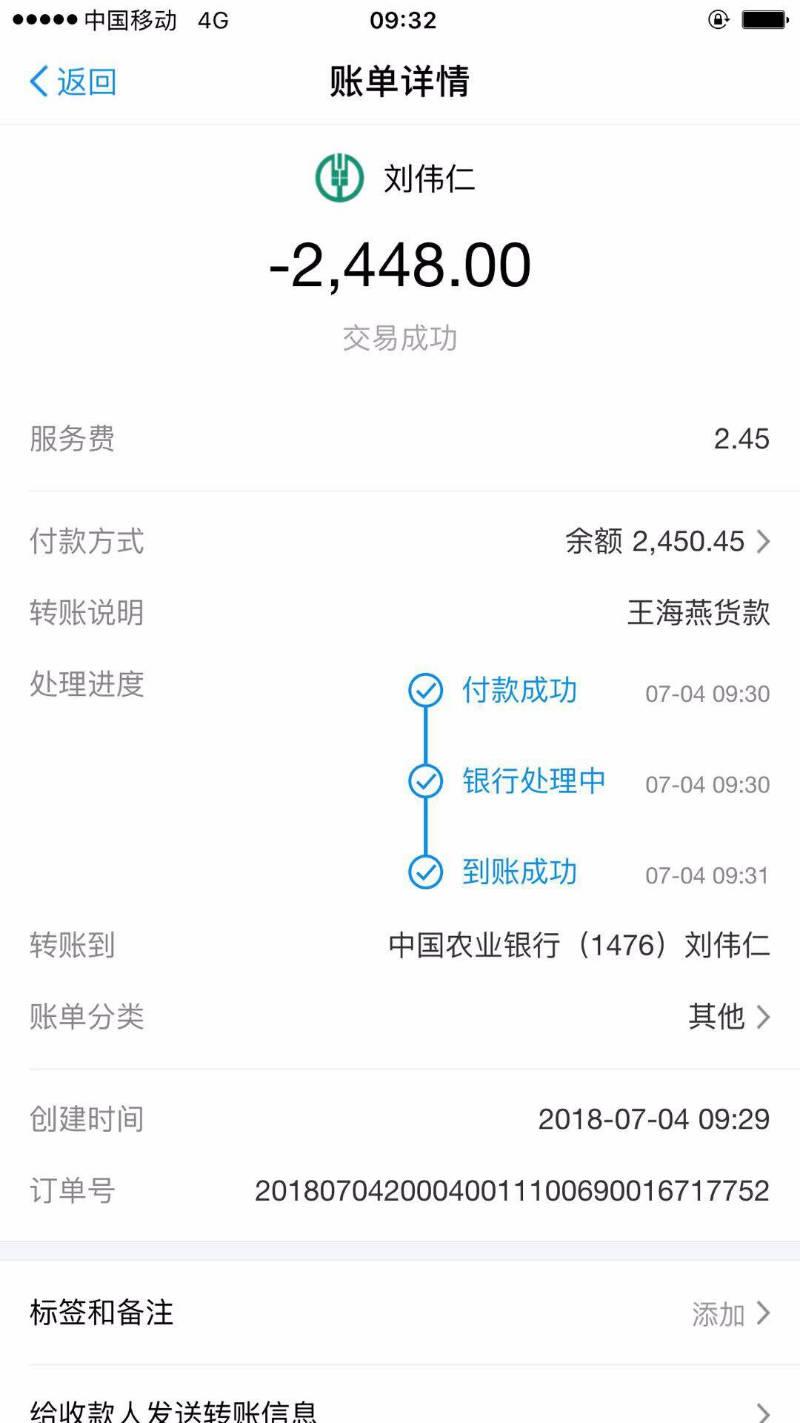 中国移动 4G 09:32
返回 账单详情
刘伟仁
-2,448.00
交易成功
服务费 2.45
付款方式 余额 2,450.45
转账说明 王海燕货款
处理进度 付款成功 07-04 09:30
银行处理中 07-04 09:30
到账成功 07-04 09:31
转账到 中国农业银行（1476）刘伟仁
账单分类 其他
创建时间 2018-07-04 09:29
订单号 20180704200040011100690016717752
标签和备注 添加
给收款人发送转账信息